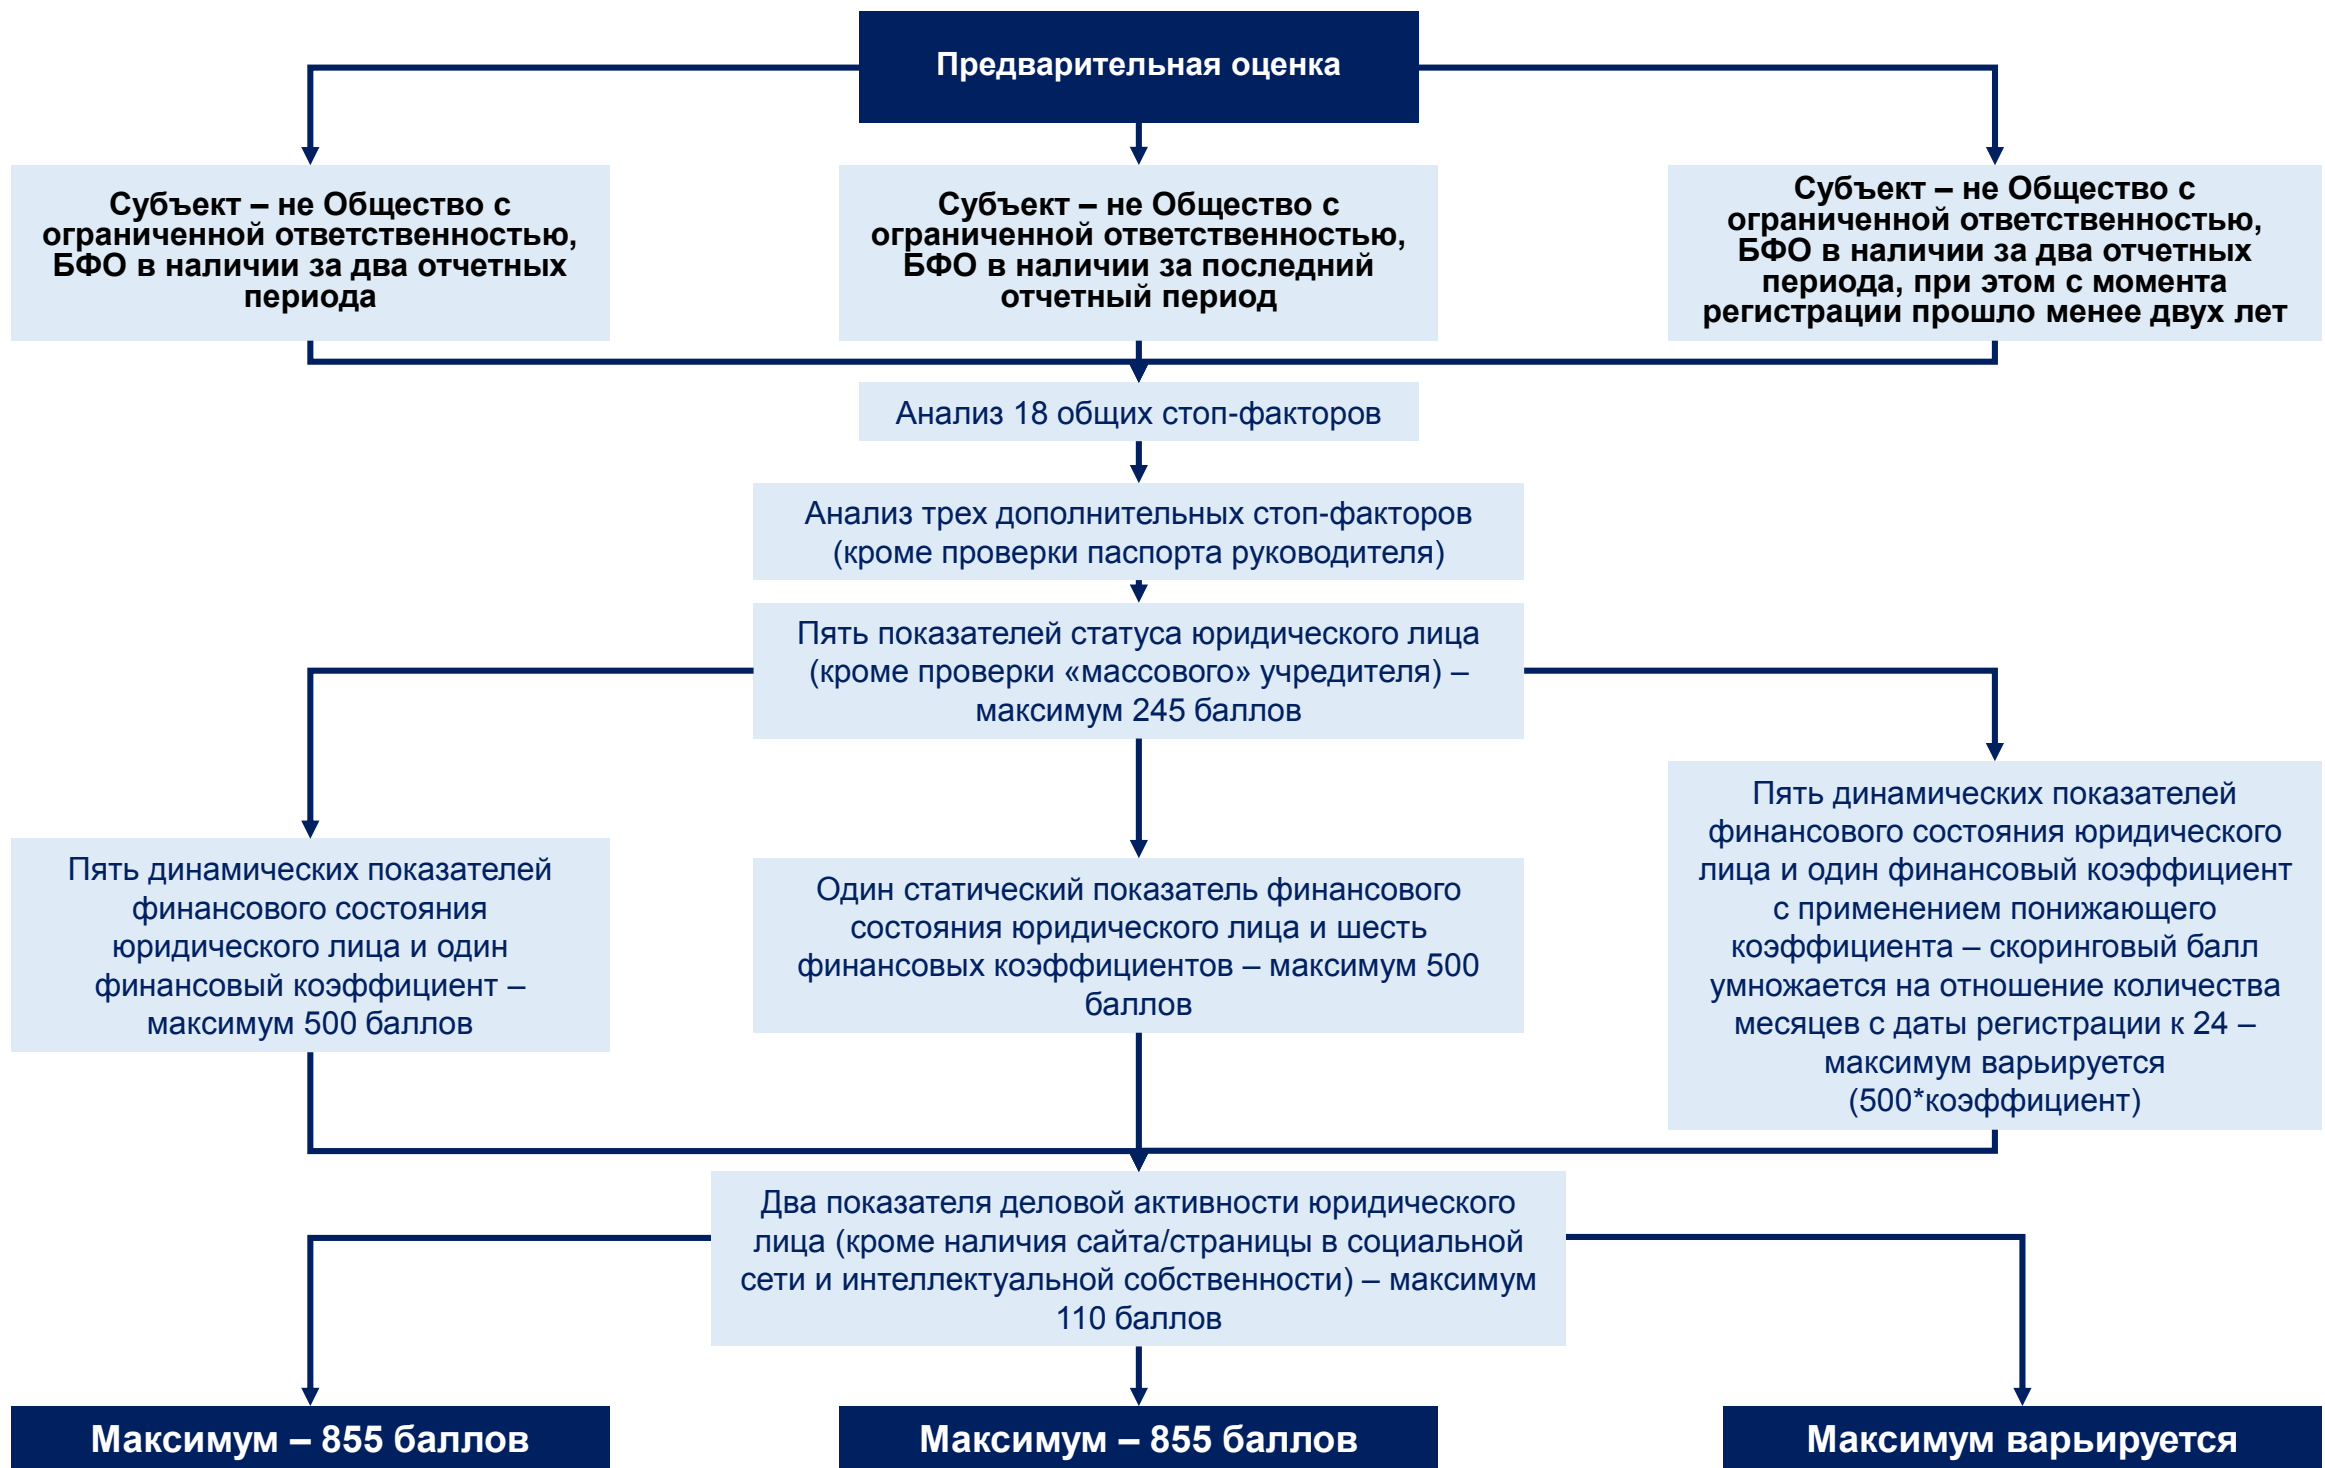 Предварительная оценка
Субъект – не Общество с
ограниченной ответственностью,
БФО в наличии за два отчетных
периода
Субъект – не Общество с
ограниченной ответственностью,
БФО в наличии за последний
отчетный период
Субъект – не Общество с
ограниченной ответственностью,
БФО в наличии за два отчетных
периода, при этом с момента
регистрации прошло менее двух лет
Анализ 18 общих стоп-факторов
Анализ трех дополнительных стоп-факторов
(кроме проверки паспорта руководителя)
Пять показателей статуса юридического лица
(кроме проверки «массового» учредителя) –
максимум 245 баллов
Пять динамических показателей
финансового состояния
юридического лица и один
финансовый коэффициент –
максимум 500 баллов
Один статический показатель финансового
состояния юридического лица и шесть
финансовых коэффициентов – максимум 500
баллов
Пять динамических показателей
финансового состояния юридического
лица и один финансовый коэффициент
с применением понижающего
коэффициента – скоринговый балл
умножается на отношение количества
месяцев с даты регистрации к 24 –
максимум варьируется
(500*коэффициент)
Два показателя деловой активности юридического
лица (кроме наличия сайта/страницы в социальной
сети и интеллектуальной собственности) – максимум
110 баллов
Максимум – 855 баллов
Максимум – 855 баллов
Максимум варьируется